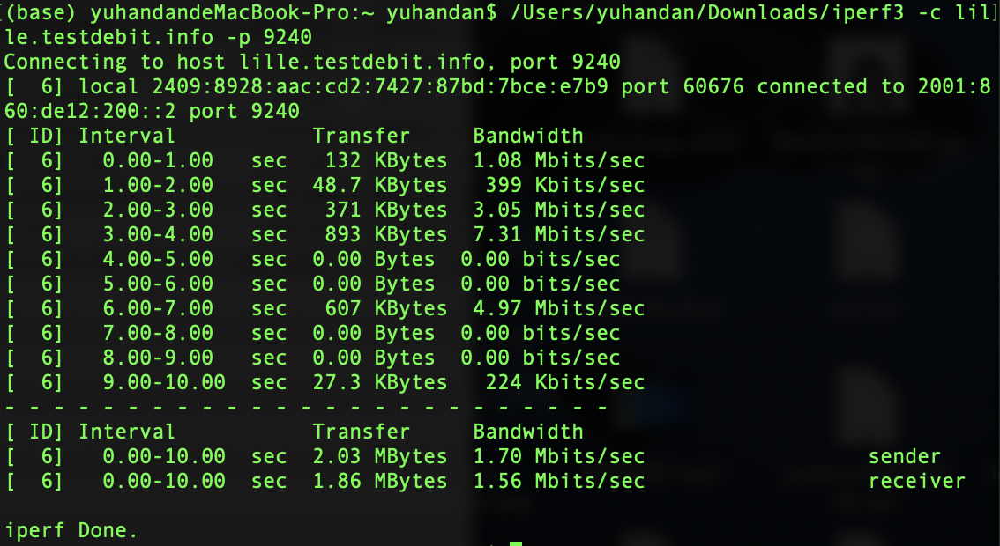 (base) yuhandandeMacBook-Pro:~ yuhandan$ /Users/yuhandan/Downloads/iperf3 -c lil
le.testdebit.info -p 9240
Connecting to host lille.testdebit.info, port 9240
[  6] local 2409:8928:aac:cd2:7427:87bd:7bce:e7b9 port 60676 connected to 2001:8
60:de12:200::2 port 9240
[ ID] Interval           Transfer     Bandwidth
[  6]   0.00-1.00   sec   132 KBytes  1.08 Mbits/sec
[  6]   1.00-2.00   sec  48.7 KBytes   399 Kbits/sec
[  6]   2.00-3.00   sec   371 KBytes  3.05 Mbits/sec
[  6]   3.00-4.00   sec   893 KBytes  7.31 Mbits/sec
[  6]   4.00-5.00   sec  0.00 Bytes  0.00 bits/sec
[  6]   5.00-6.00   sec  0.00 Bytes  0.00 bits/sec
[  6]   6.00-7.00   sec   607 KBytes  4.97 Mbits/sec
[  6]   7.00-8.00   sec  0.00 Bytes  0.00 bits/sec
[  6]   8.00-9.00   sec  0.00 Bytes  0.00 bits/sec
[  6]   9.00-10.00  sec  27.3 KBytes   224 Kbits/sec
- - - - - - - - - - - - - - - - - - - - - - - - -
[ ID] Interval           Transfer     Bandwidth
[  6]   0.00-10.00  sec  2.03 MBytes  1.70 Mbits/sec                  sender
[  6]   0.00-10.00  sec  1.86 MBytes  1.56 Mbits/sec                  receiver
iperf Done.